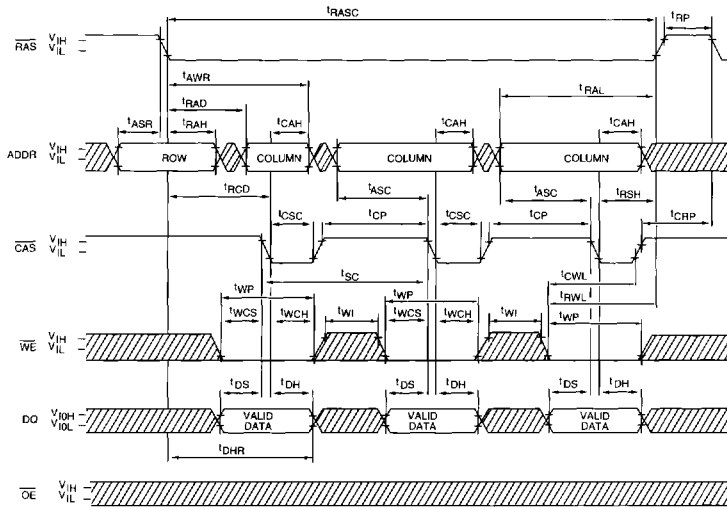 tRASC
tRP
RAS VIH
VIL
tAWR
tRAD
tRAL
tASR tRAH tCAH tCAH tCAH
ADDR VIH
VIL
ROW COLUMN COLUMN COLUMN
tRCD tASC tASC tRSH
tCSC tCP tCSC tCP tCRP
CAS VIH
VIL
tSC tCWL
tWP tWP tRWL
tWCS tWCH tWI tWCS tWCH tWI tWP
WE VIH
VIL
tDS tDH tDS tDH tDS tDH
DQ VIOH
VIOL
VALID DATA VALID DATA VALID DATA
tDHR
OE VIH
VIL